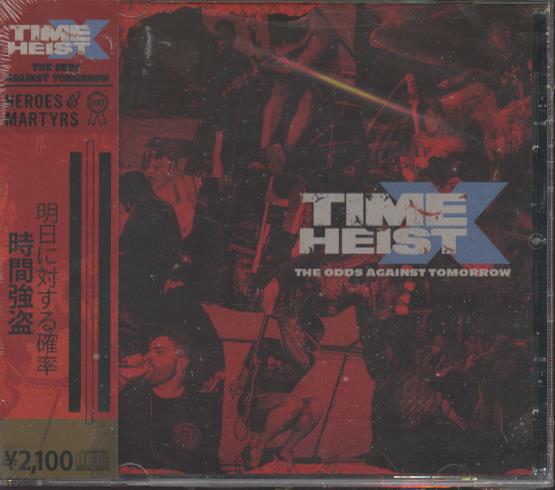 TIME
HEIST
THE ODDS
AGAINST TOMORROW
HEROES &
MARTYRS
明日に対する確率
時間強盗
¥2,100
TIME
HEIST
X
THE ODDS AGAINST TOMORROW